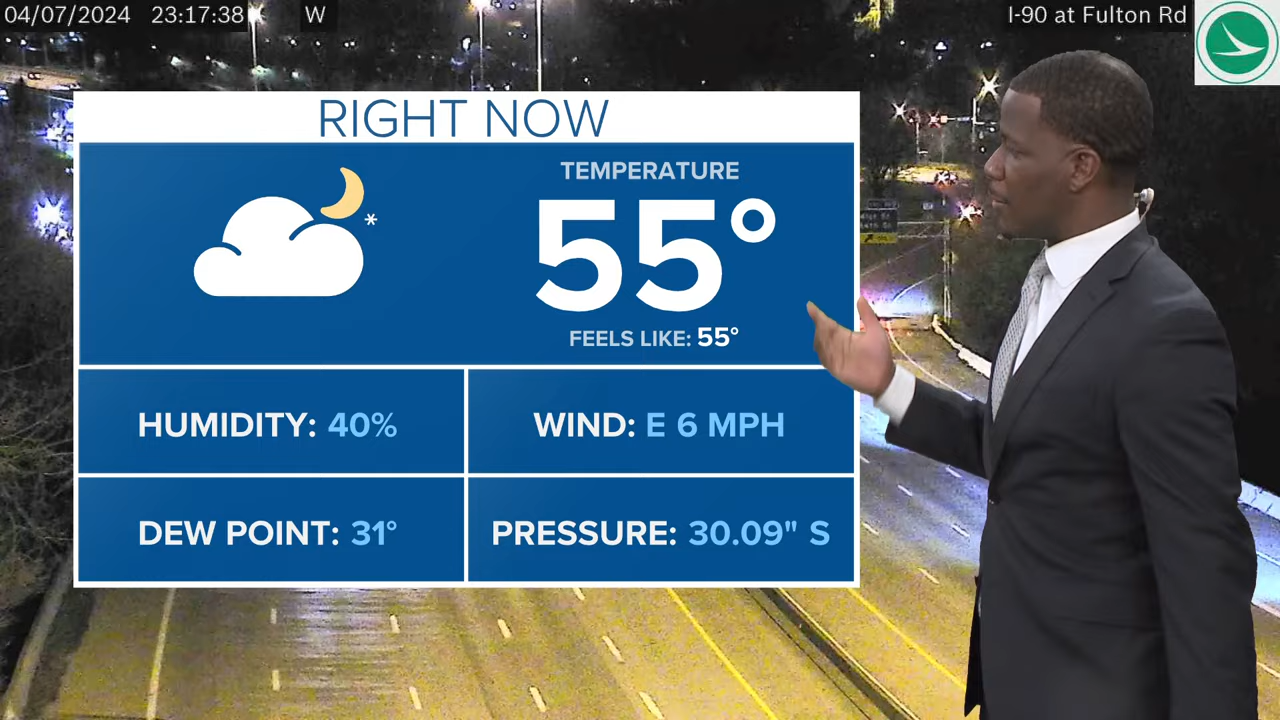 04/07/2024 23:17:38 W
I-90 at Fulton Rd
RIGHT NOW
TEMPERATURE
55°
FEELS LIKE: 55°
HUMIDITY: 40%
WIND: E 6 MPH
DEW POINT: 31°
PRESSURE: 30.09" S